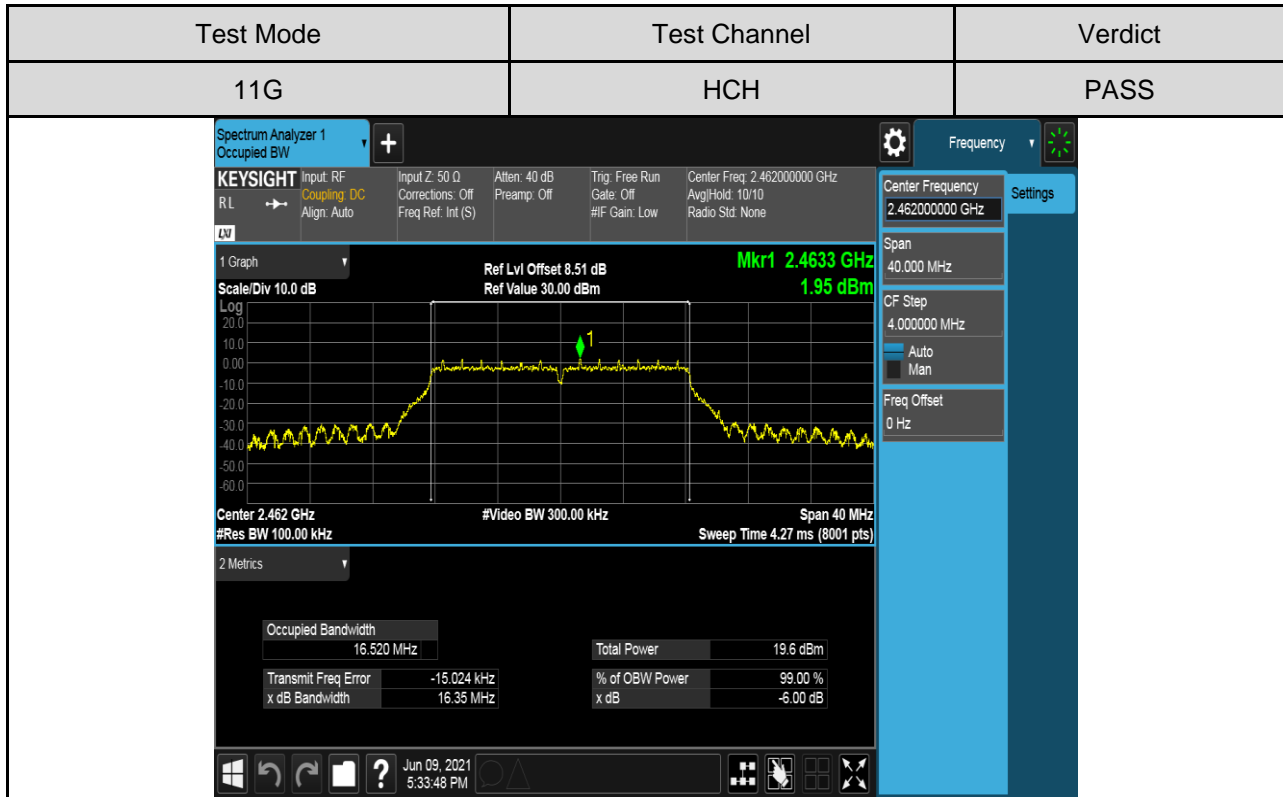 Test Mode Test Channel Verdict
11G HCH PASS
Spectrum Analyzer 1
Occupied BW
+
Frequency
KEYSIGHT
RL
LXI
Input: RF
Coupling: DC
Align: Auto
Input Z: 50 Ω
Corrections: Off
Freq Ref: Int (S)
Atten: 40 dB
Preamp: Off
Trig: Free Run
Gate: Off
#IF Gain: Low
Center Freq: 2.462000000 GHz
Avg|Hold: 10/10
Radio Std: None
Center Frequency
2.462000000 GHz
Settings
Span
40.000 MHz
CF Step
4.000000 MHz
Auto
Man
Freq Offset
0 Hz
1 Graph
Scale/Div 10.0 dB
Ref Lvl Offset 8.51 dB
Ref Value 30.00 dBm
Mkr1 2.4633 GHz
1.95 dBm
Log
20.0
10.0
0.00
-10.0
-20.0
-30.0
-40.0
-50.0
-60.0
1
Center 2.462 GHz
#Res BW 100.00 kHz
#Video BW 300.00 kHz
Span 40 MHz
Sweep Time 4.27 ms (8001 pts)
2 Metrics
Occupied Bandwidth
16.520 MHz
Total Power 19.6 dBm
Transmit Freq Error -15.024 kHz
% of OBW Power 99.00 %
x dB Bandwidth 16.35 MHz
x dB -6.00 dB
?
Jun 09, 2021
5:33:48 PM